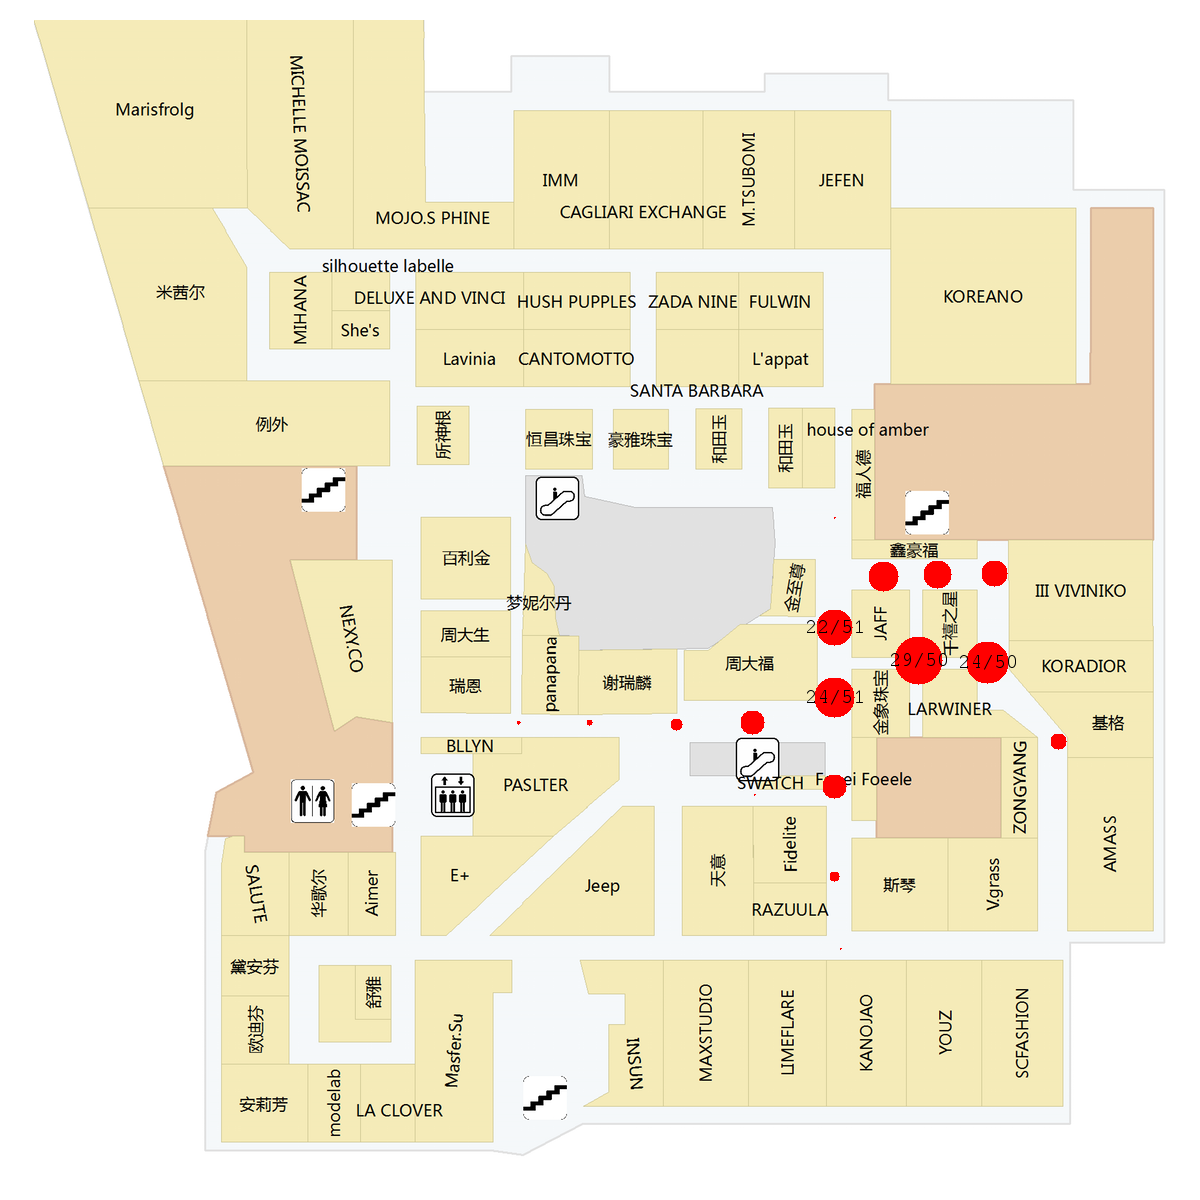 Marisfrolg
MICHELLE MOISSAC
MOJO.S PHINE
IMM
CAGLIARI EXCHANGE
M.TSUBOMI
JEFEN
米茜尔
silhouette labelle
MIHANA
DELUXE AND VINCI
HUSH PUPPLES
ZADA NINE
FULWIN
KOREANO
She's
Lavinia
CANTOMOTTO
L'appat
SANTA BARBARA
例外
所神根
恒昌珠宝
豪雅珠宝
和田玉
和田玉
house of amber
福人德
鑫豪福
百利金
梦妮尔丹
金至尊
III VIVINIKO
NEXY.CO
周大生
22/51
JAFF
千禧之星
瑞恩
panapana
谢瑞麟
周大福
29/50
24/50
KORADIOR
24/51
金象珠宝
LARWINER
基格
BLLYN
PASLTER
SWATCH
ZONGYANG
AMASS
SALUTE
华歌尔
Aimer
E+
Jeep
天意
Fidelite
RAZUULA
斯琴
V.grass
黛安芬
舒雅
欧迪芬
Masfer.Su
INSUN
MAXSTUDIO
LIMEFLARE
KANOJAO
YOUZ
SCFASHION
安莉芳
modelab
LA CLOVER